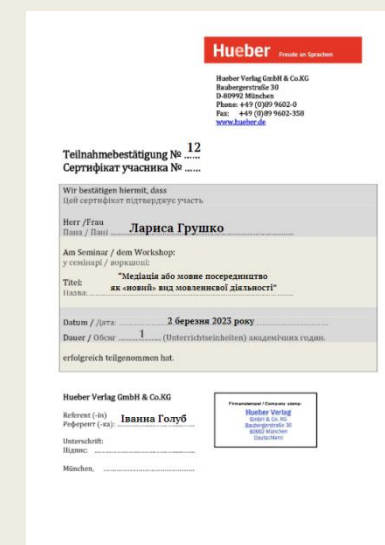 Hueber Freude an Sprachen
Hueber Verlag GmbH & Co.KG
Baubergerstraße 30
D-80992 München
Phone: +49 (0)89 9602-0
Fax: +49 (0)89 9602-358
www.hueber.de
Teilnahmebestätigung № 12
Сертифікат учасника № ......
Wir bestätigen hiermit, dass
Цей сертифікат підтверджує участь
Herr /Frau
Пана / Пані Лариса Грушко
Am Seminar / dem Workshop:
у семінарі / воркшопі:
Titel: "Медіація або мовне посередництво
Назва: як «новий» вид мовленнєвої діяльності"
Datum / Дата: 2 березня 2023 року
Dauer / Обсяг 1 (Unterrichtseinheiten) академічних годин.
erfolgreich teilgenommen hat.
Hueber Verlag GmbH & Co.KG
Referent (-in)
Референт (-ка): Іванна Голуб
Unterschrift:
Підпис:
München,
Firmenstempel / Company stamp:
Hueber Verlag
GmbH & Co. KG
Baubergerstraße 30
80992 München
Deutschland